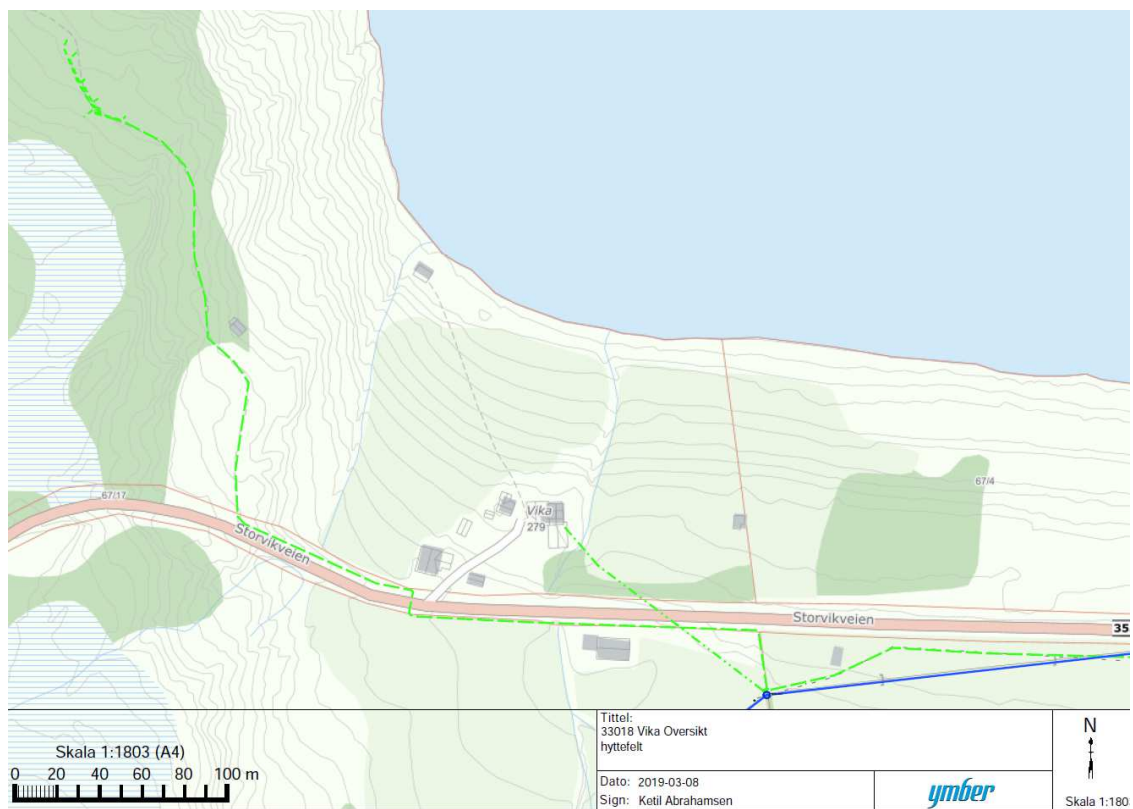 67/17
Storvikveien
Vika
279
67/4
Storvikveien
35
Skala 1:1803 (A4)
0 20 40 60 80 100 m
Tittel:
33018 Vika Oversikt
hyttefelt
Dato: 2019-03-08
Sign: Ketil Abrahamsen
ymber
N
Skala 1:180